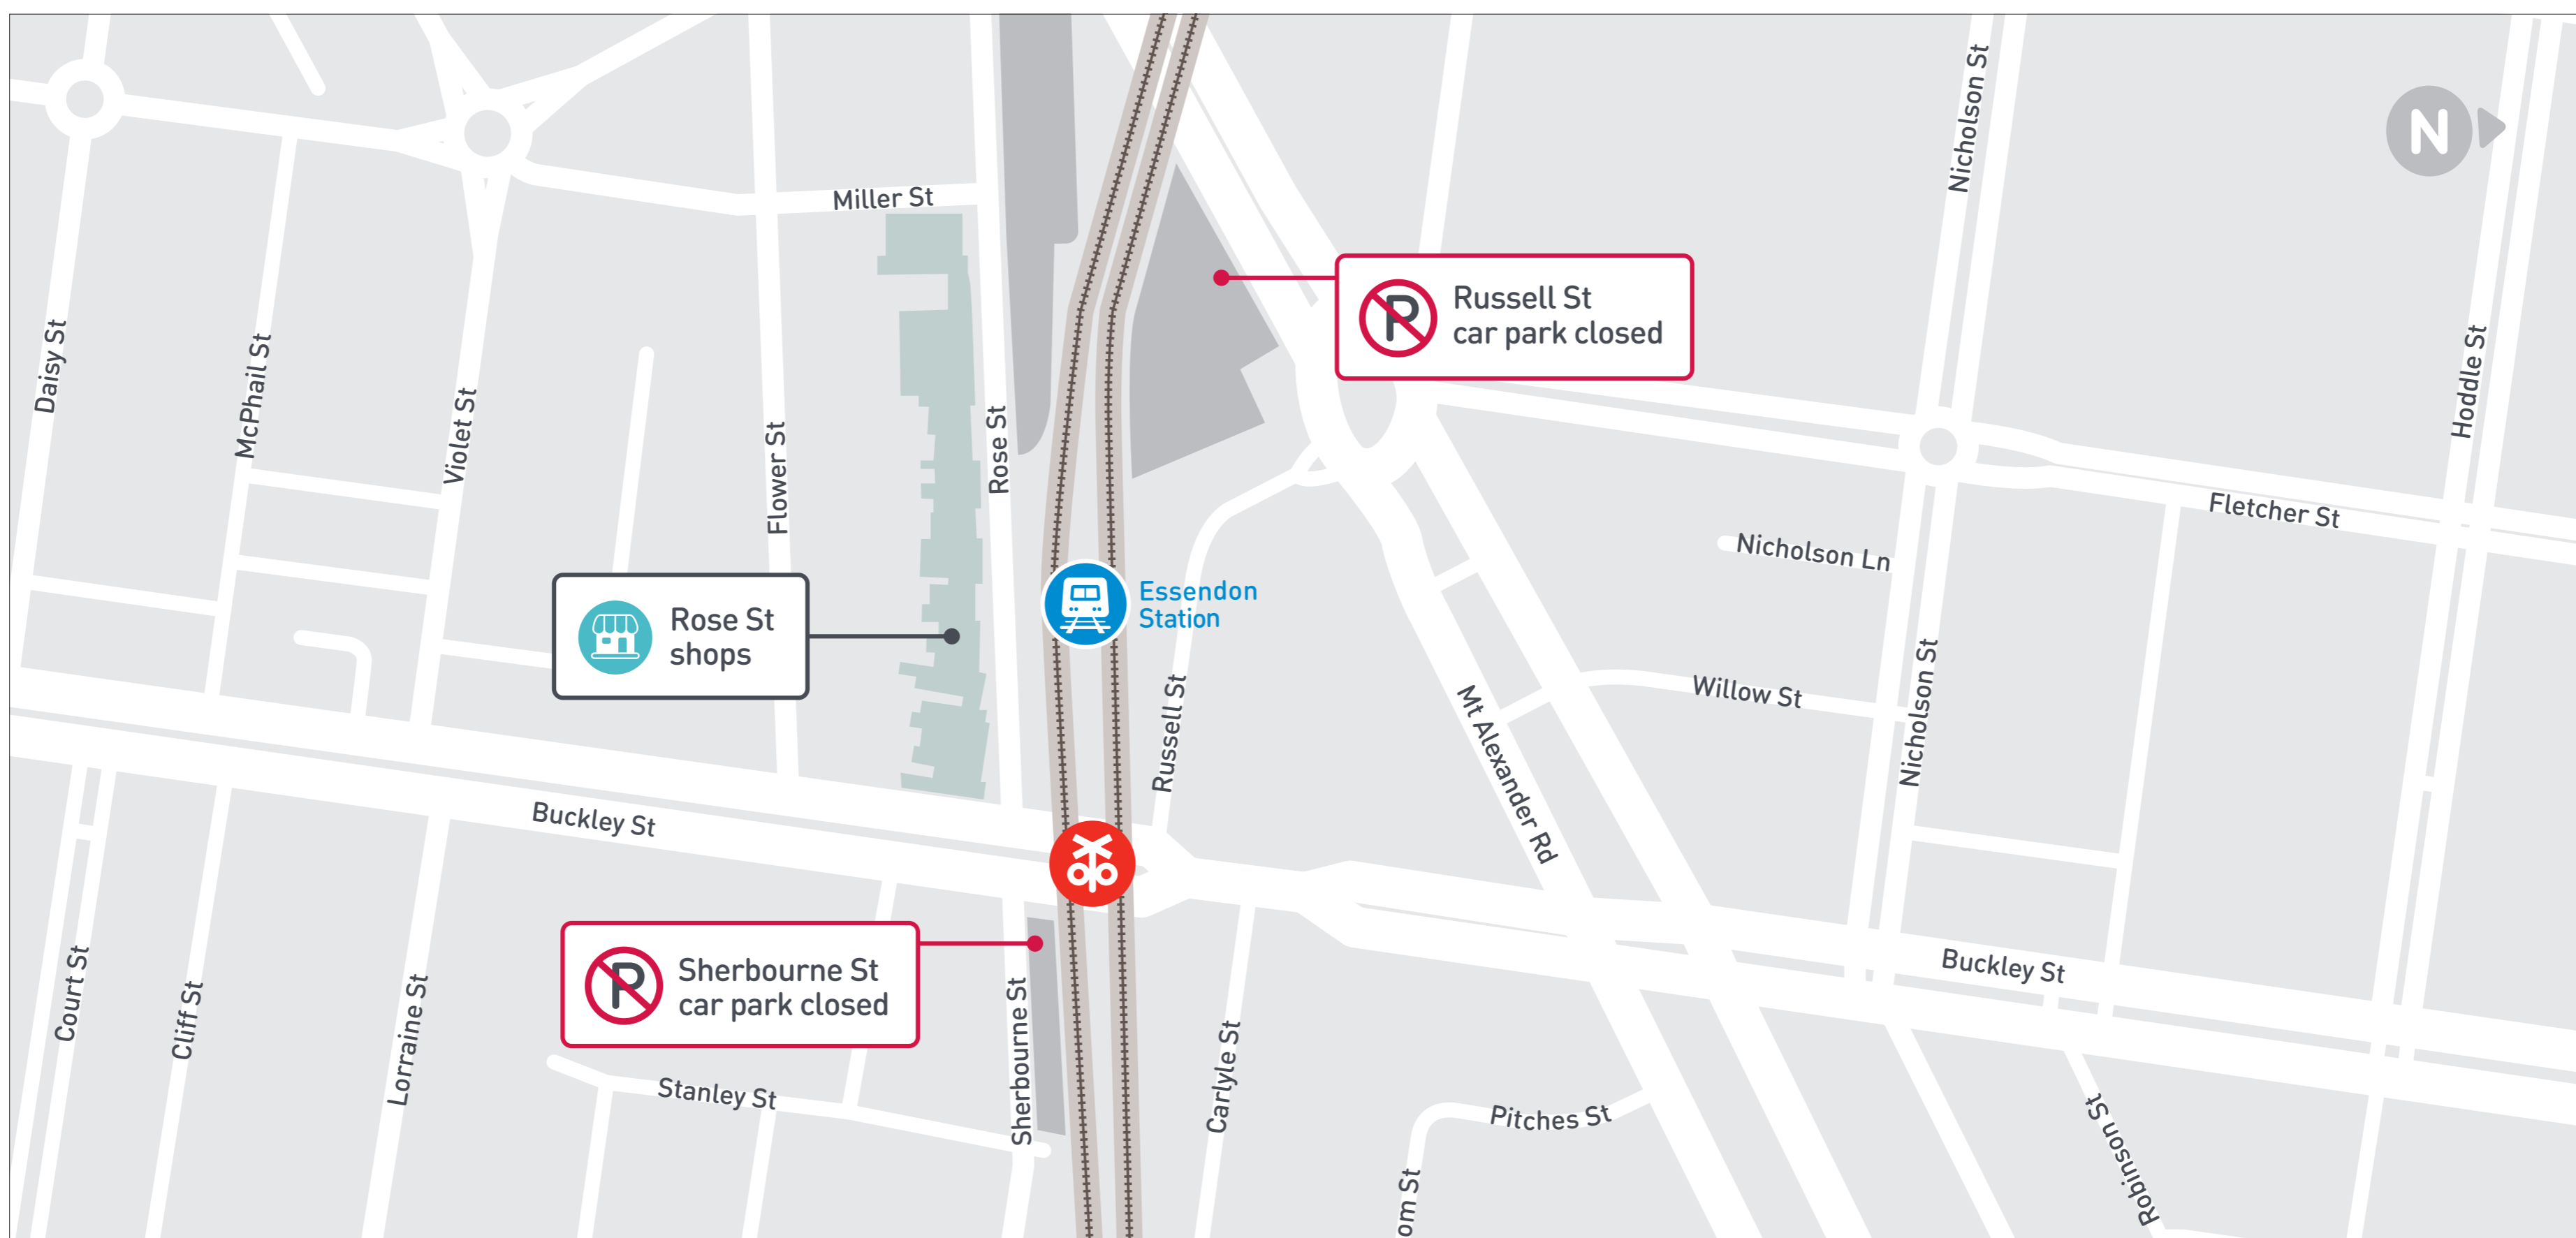 N
Nicholson St
Miller St
Russell St
car park closed
Daisy St
McPhail St
Violet St
Flower St
Rose St
Hoddle St
Fletcher St
Nicholson Ln
Essendon
Station
Rose St
shops
Russell St
Willow St
Mt Alexander Rd
Nicholson St
Buckley St
Buckley St
Sherbourne St
car park closed
Court St
Cliff St
Lorraine St
Stanley St
Sherbourne St
Carlyle St
Pitches St
Robinson St
om St